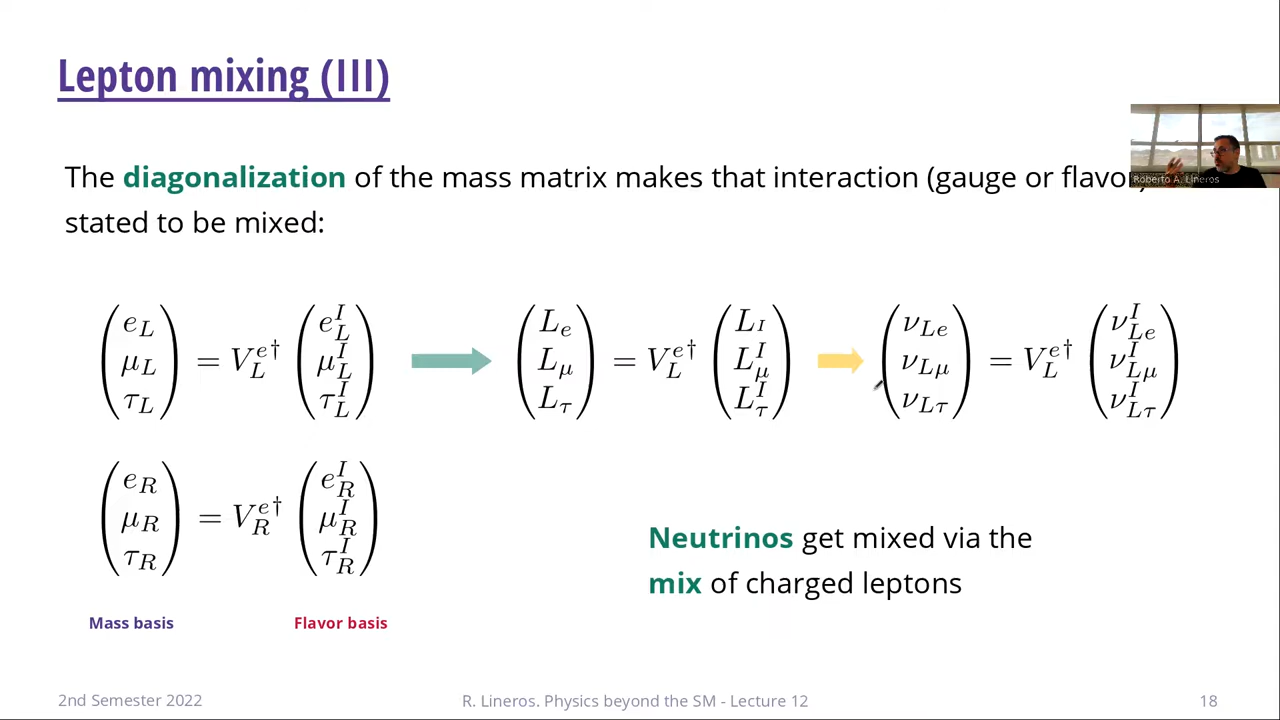 Lepton mixing (III)
The diagonalization of the mass matrix makes that interaction (gauge or flavor)
stated to be mixed:
Roberto A. Lineros
(e_L μ_L τ_L) = V_L^{e†} (e_L^I μ_L^I τ_L^I)
(L_e L_μ L_τ) = V_L^{e†} (L^I L_μ^I L_τ^I)
(ν_{Le} ν_{Lμ} ν_{Lτ}) = V_L^{e†} (ν_{Le}^I ν_{Lμ}^I ν_{Lτ}^I)
(e_R μ_R τ_R) = V_R^{e†} (e_R^I μ_R^I τ_R^I)
Neutrinos get mixed via the
mix of charged leptons
Mass basis
Flavor basis
2nd Semester 2022
R. Lineros. Physics beyond the SM - Lecture 12
18